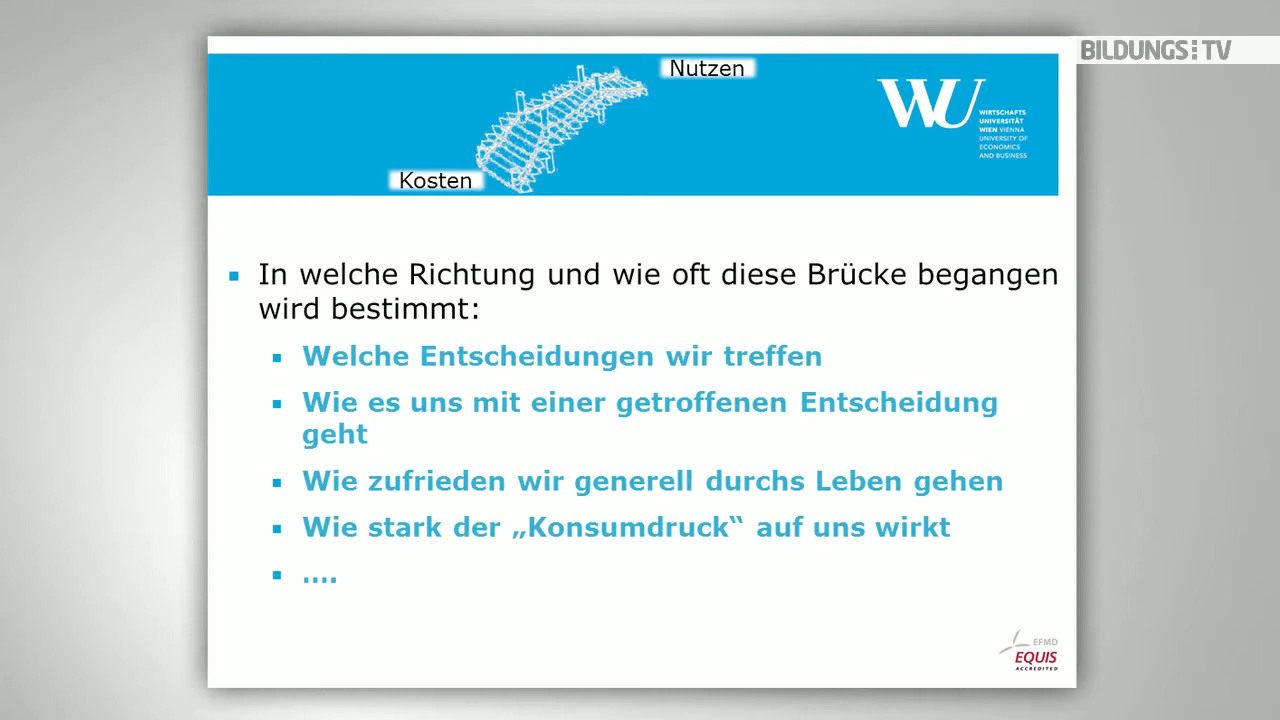 BILDUNGS:TV
Nutzen
Kosten
WU
WIRTSCHAFTS
UNIVERSITÄT
WIEN VIENNA
UNIVERSITY OF
ECONOMICS
AND BUSINESS
In welche Richtung und wie oft diese Brücke begangen
wird bestimmt:
Welche Entscheidungen wir treffen
Wie es uns mit einer getroffenen Entscheidung
geht
Wie zufrieden wir generell durchs Leben gehen
Wie stark der „Konsumdruck“ auf uns wirkt
....
EFMD
EQUIS
ACCREDITED